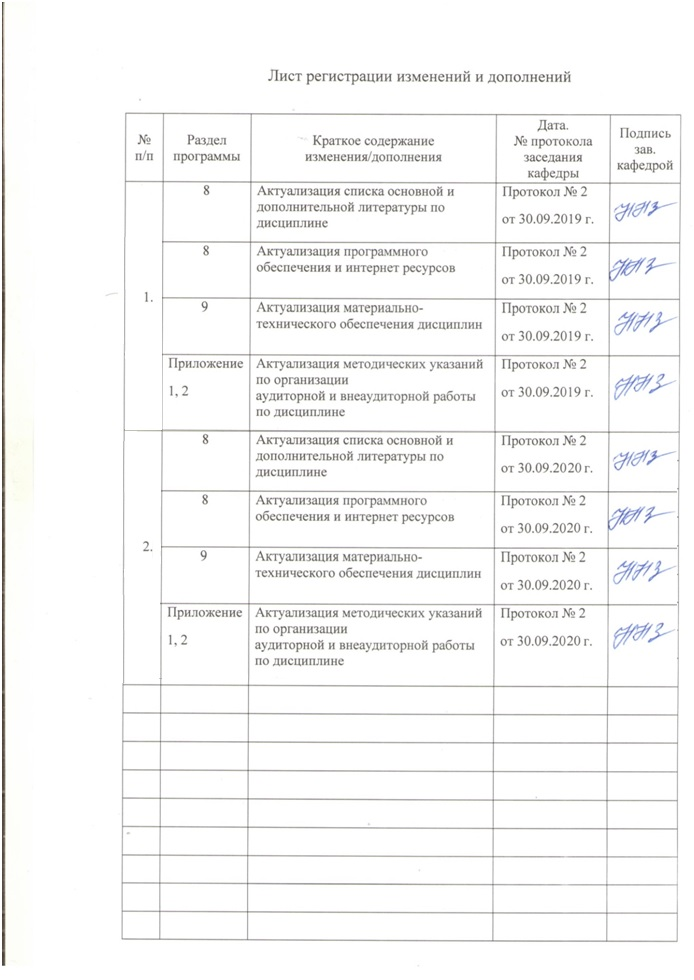 Лист регистрации изменений и дополнений
№
п/п
Раздел
программы
Краткое содержание
изменения/дополнения
Дата.
№ протокола
заседания
кафедры
Подпись
зав.
кафедрой
1.
8
Актуализация списка основной и
дополнительной литературы по
дисциплине
Протокол № 2
от 30.09.2019 г.
8
Актуализация программного
обеспечения и интернет ресурсов
Протокол № 2
от 30.09.2019 г.
9
Актуализация материально-
технического обеспечения дисциплин
Протокол № 2
от 30.09.2019 г.
Приложение
1, 2
Актуализация методических указаний
по организации
аудиторной и внеаудиторной работы
по дисциплине
Протокол № 2
от 30.09.2019 г.
2.
8
Актуализация списка основной и
дополнительной литературы по
дисциплине
Протокол № 2
от 30.09.2020 г.
8
Актуализация программного
обеспечения и интернет ресурсов
Протокол № 2
от 30.09.2020 г.
9
Актуализация материально-
технического обеспечения дисциплин
Протокол № 2
от 30.09.2020 г.
Приложение
1, 2
Актуализация методических указаний
по организации
аудиторной и внеаудиторной работы
по дисциплине
Протокол № 2
от 30.09.2020 г.